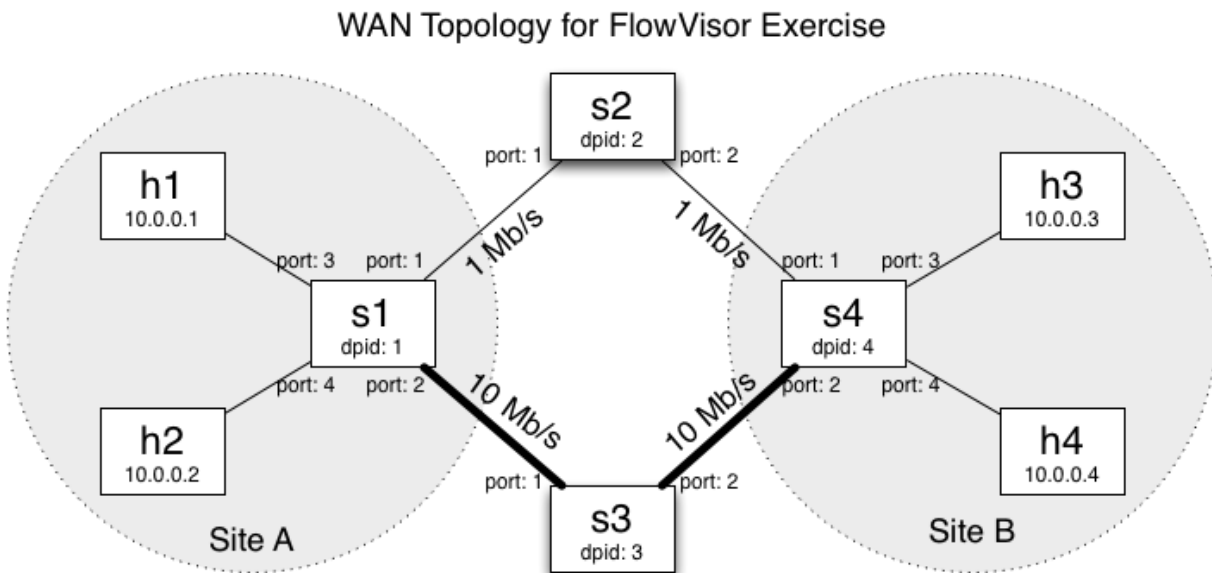 WAN Topology for FlowVisor Exercise
s2
dpid: 2
port: 1
port: 2
h1
10.0.0.1
h3
10.0.0.3
1 Mb/s
1 Mb/s
port: 3
port: 1
port: 1
port: 3
s1
dpid: 1
s4
dpid: 4
port: 4
port: 2
port: 2
port: 4
10 Mb/s
10 Mb/s
h2
10.0.0.2
h4
10.0.0.4
port: 1
port: 2
s3
dpid: 3
Site A
Site B